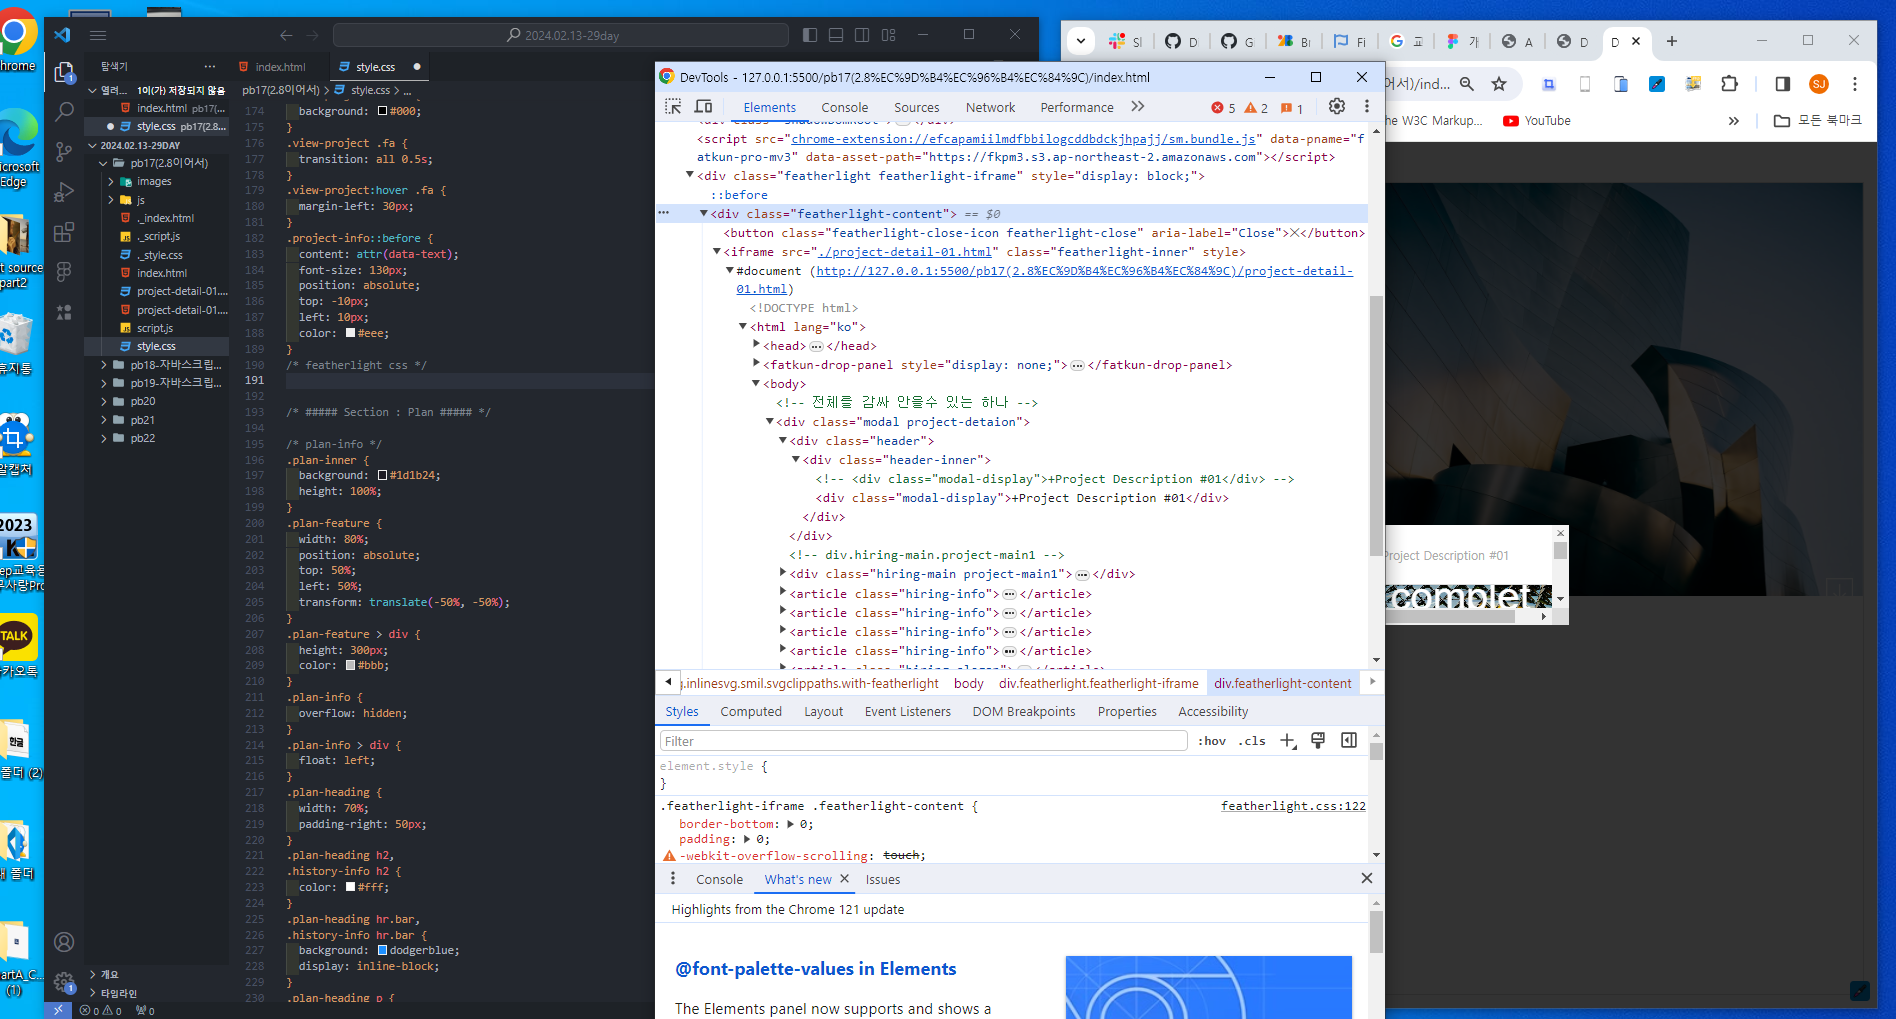 2024.02.13-29day
탐색기
index.html
style.css
1이(가) 저장되지 않음
index.html
style.css
2024.02.13-29DAY
pb17(2.8이어서)
images
js
._index.html
._script.js
._style.css
index.html
project-detail-01....
project-detail-01....
script.js
style.css
pb18-자바스크립...
pb19-자바스크립...
pb20
pb21
pb22
개요
타임라인
pb17(2.8이어서) > style.css > ...
174 background: #000;
175 }
176 .view-project .fa {
177 transition: all 0.5s;
178 }
179 .view-project:hover .fa {
180 margin-left: 30px;
181 }
182 .project-info::before {
183 content: attr(data-text);
184 font-size: 130px;
185 position: absolute;
186 top: -10px;
187 left: 10px;
188 color: #eee;
189 }
190 /* featherlight css */
191
192
193 /* ##### Section : Plan ##### */
194
195 /* plan-info */
196 .plan-inner {
197 background: #1d1b24;
198 height: 100%;
199 }
200 .plan-feature {
201 width: 80%;
202 position: absolute;
203 top: 50%;
204 left: 50%;
205 transform: translate(-50%, -50%);
206 }
207 .plan-feature > div {
208 height: 300px;
209 color: #bbb;
210 }
211 .plan-info {
212 overflow: hidden;
213 }
214 .plan-info > div {
215 float: left;
216 }
217 .plan-heading {
218 width: 70%;
219 padding-right: 50px;
220 }
221 .plan-heading h2,
222 .history-info h2 {
223 color: #fff;
224 }
225 .plan-heading hr.bar,
226 .history-info hr.bar {
227 background: dodgerblue;
228 display: inline-block;
229 }
230 .plan-heading p {
DevTools - 127.0.0.1:5500/pb17(2.8%EC%9D%B4%EC%96%B4%EC%84%9C)/index.html
Elements Console Sources Network Performance 5 2 1
<script src="chrome-extension://efcapamiilmdfbbilogcddbdckjhpajj/sm.bundle.js" data-pname="f
atkun-pro-mv3" data-asset-path="https://fkpm3.s3.ap-northeast-2.amazonaws.com"></script>
<div class="featherlight featherlight-iframe" style="display: block;">
::before
<div class="featherlight-content"> == $0
<button class="featherlight-close-icon featherlight-close" aria-label="Close">✕</button>
<iframe src="./project-detail-01.html" class="featherlight-inner" style>
#document (http://127.0.0.1:5500/pb17(2.8%EC%9D%B4%EC%96%B4%EC%84%9C)/project-detail-
01.html)
<!DOCTYPE html>
<html lang="ko">
<head>…</head>
<fatkun-drop-panel style="display: none;">…</fatkun-drop-panel>
<body>
<!-- 전체를 감싸 안을수 있는 하나 -->
<div class="modal project-detaion">
<div class="header">
<div class="header-inner">
<!-- <div class="modal-display">+Project Description #01</div> -->
<div class="modal-display">+Project Description #01</div>
</div>
</div>
<!-- div.hiring-main.project-main1 -->
<div class="hiring-main project-main1">…</div>
<article class="hiring-info">…</article>
<article class="hiring-info">…</article>
<article class="hiring-info">…</article>
<article class="hiring-info">…</article>
.inlinesvg.smil.svgclippaths.with-featherlight body div.featherlight.featherlight-iframe div.featherlight-content
Styles Computed Layout Event Listeners DOM Breakpoints Properties Accessibility
Filter :hov .cls
element.style {
}
.featherlight-iframe .featherlight-content { featherlight.css:122
border-bottom: 0;
padding: 0;
-webkit-overflow-scrolling: touch;
Console What's new Issues
Highlights from the Chrome 121 update
@font-palette-values in Elements
The Elements panel now supports and shows a
어서)/ind...
SJ
he W3C Markup...
YouTube
모든 북마크
Project Description #01
complet
hrome
icrosoft
Edge
휴지통
알캡처
2023
TALK
폴더 (2)
(1)